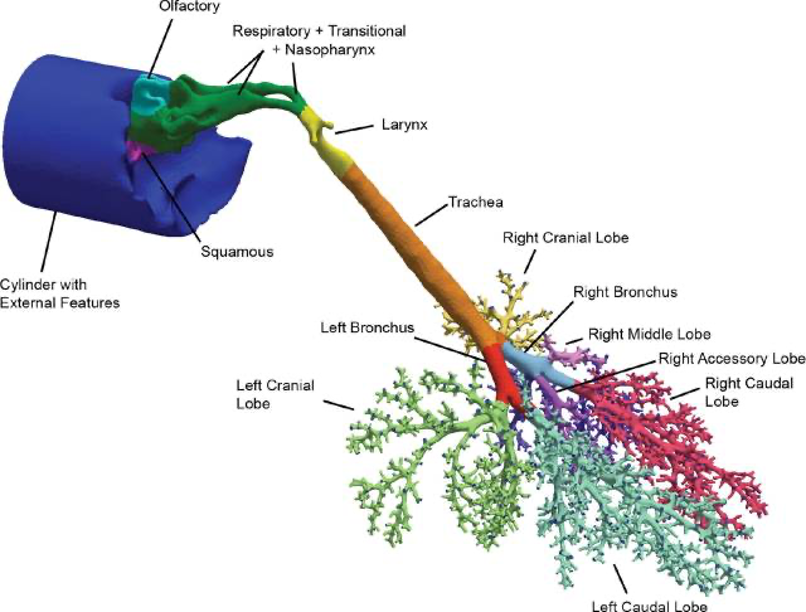 Olfactory
Respiratory + Transitional
+ Nasopharynx
Larynx
Trachea
Squamous
Right Cranial Lobe
Cylinder with
External Features
Right Bronchus
Left Bronchus
Right Middle Lobe
Right Accessory Lobe
Left Cranial
Lobe
Right Caudal
Lobe
Left Caudal Lobe